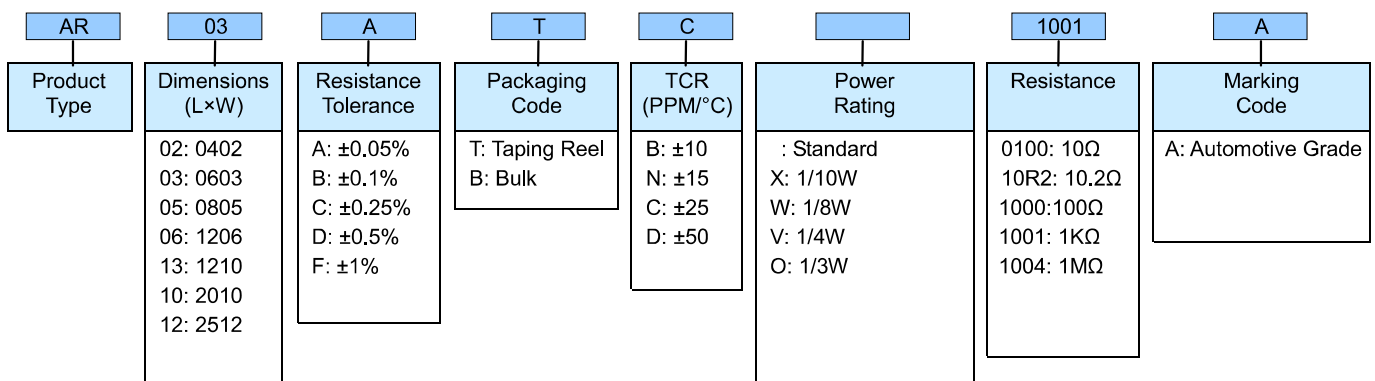 AR 03 A T C 1001 A
Product Type
Dimensions (L×W)
Resistance Tolerance
Packaging Code
TCR (PPM/°C)
Power Rating
Resistance
Marking Code
02: 0402
03: 0603
05: 0805
06: 1206
13: 1210
10: 2010
12: 2512
A: ±0.05%
B: ±0.1%
C: ±0.25%
D: ±0.5%
F: ±1%
T: Taping Reel
B: Bulk
B: ±10
N: ±15
C: ±25
D: ±50
: Standard
X: 1/10W
W: 1/8W
V: 1/4W
O: 1/3W
0100: 10Ω
10R2: 10.2Ω
1000:100Ω
1001: 1KΩ
1004: 1MΩ
A: Automotive Grade